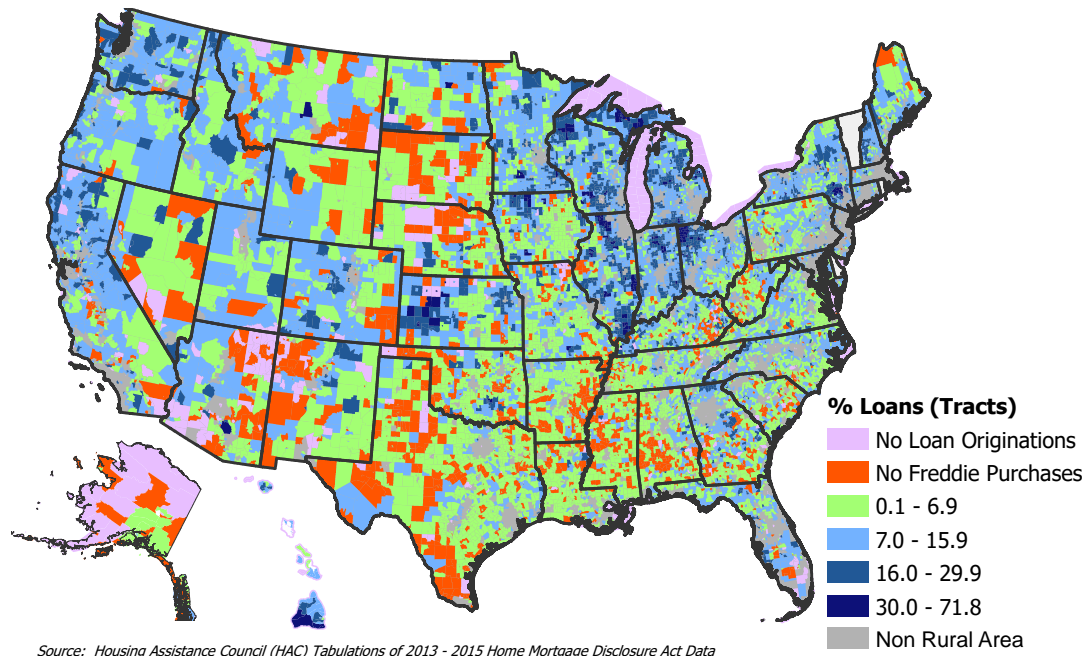 % Loans (Tracts)
No Loan Originations
No Freddie Purchases
0.1 - 6.9
7.0 - 15.9
16.0 - 29.9
30.0 - 71.8
Non Rural Area
Source: Housing Assistance Council (HAC) Tabulations of 2013 - 2015 Home Mortgage Disclosure Act Data